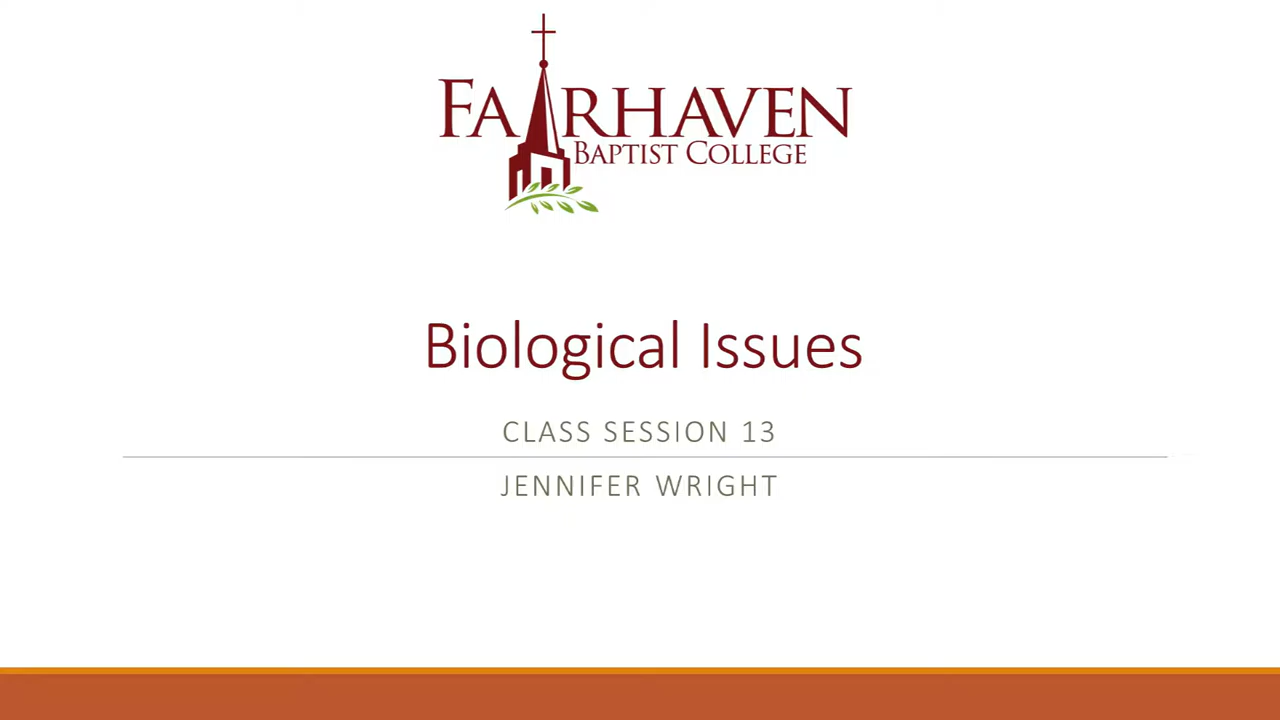 FAIRHAVEN
BAPTIST COLLEGE
Biological Issues
CLASS SESSION 13
JENNIFER WRIGHT